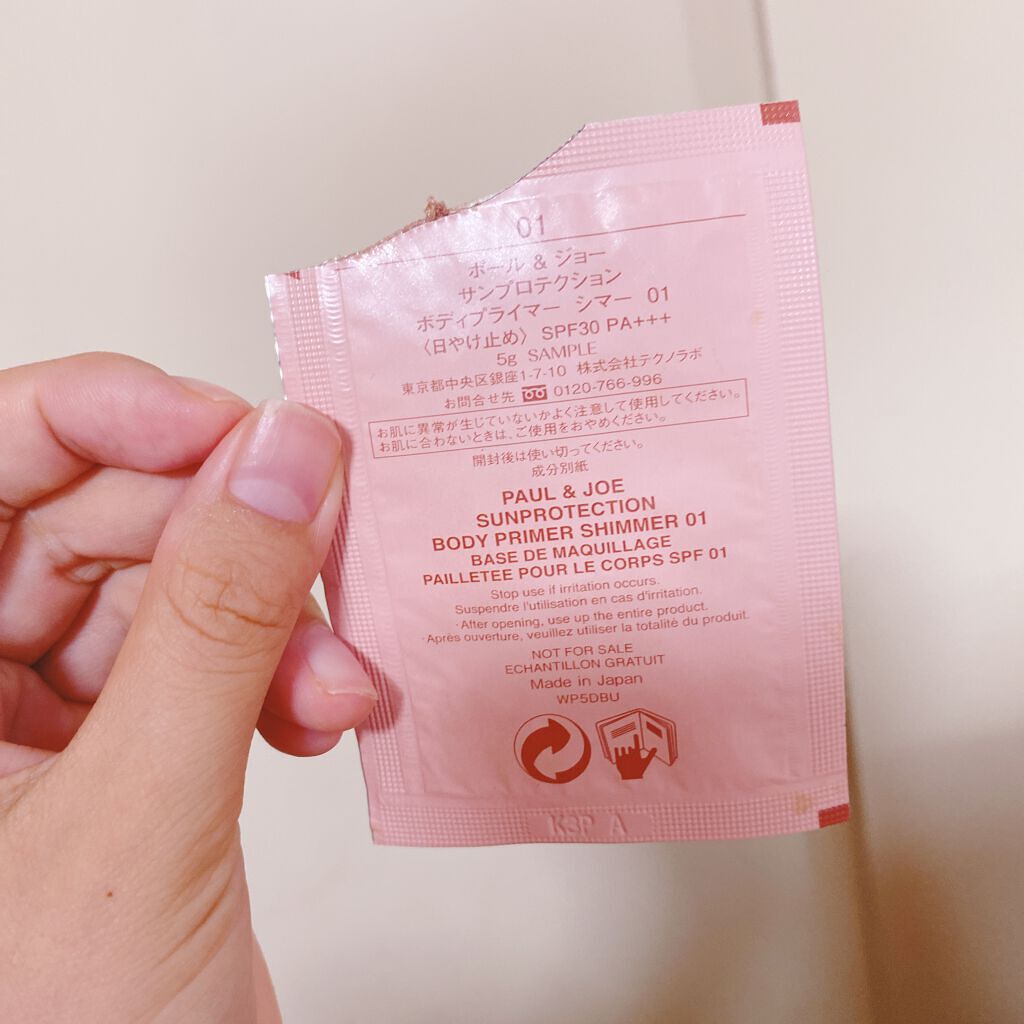 01
ポール & ジョー
サンプロテクション
ボディプライマー シマー 01
〈日やけ止め〉 SPF30 PA+++
5g SAMPLE
東京都中央区銀座1-7-10 株式会社テクノラボ
お問合せ先 0120-766-996
お肌に異常が生じていないかよく注意して使用してください。
お肌に合わないときは、ご使用をおやめください。
開封後は使い切ってください。
成分別紙
PAUL & JOE
SUNPROTECTION
BODY PRIMER SHIMMER 01
BASE DE MAQUILLAGE
PAILLETEE POUR LE CORPS SPF 01
Stop use if irritation occurs.
Suspendre l'utilisation en cas d'irritation.
·After opening, use up the entire product.
·Après ouverture, veuillez utiliser la totalité du produit.
NOT FOR SALE
ECHANTILLON GRATUIT
Made in Japan
WP5DBU
K3P A